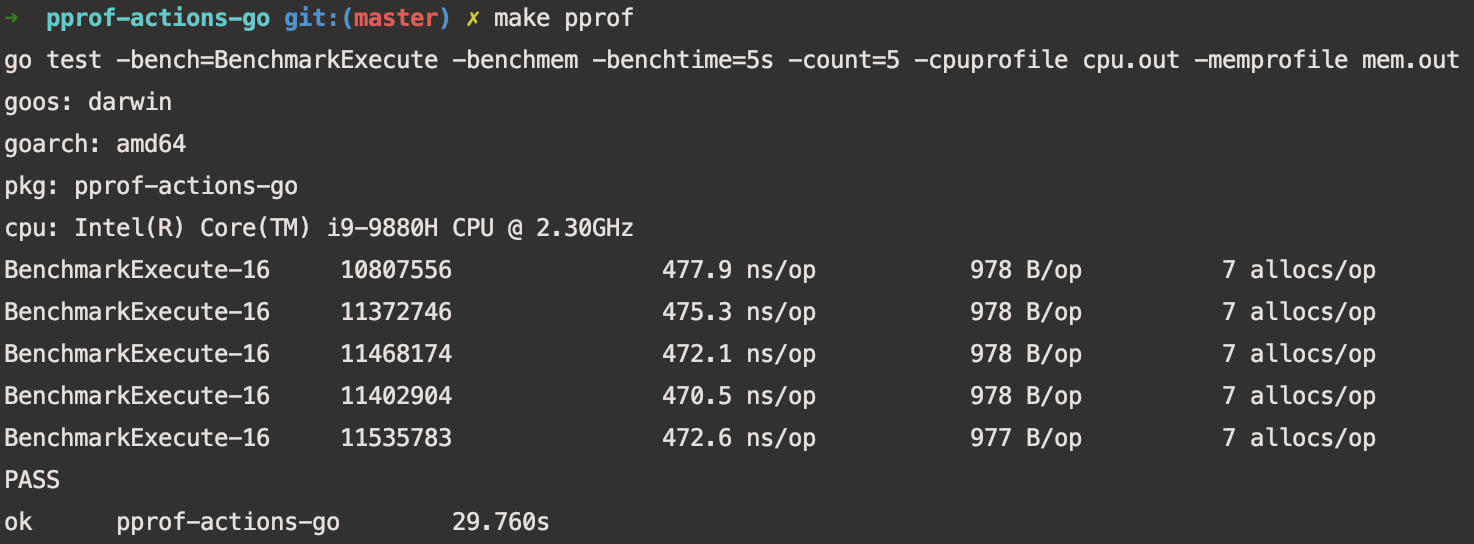 → pprof-actions-go git:(master) ✗ make pprof
go test -bench=BenchmarkExecute -benchmem -benchtime=5s -count=5 -cpuprofile cpu.out -memprofile mem.out
goos: darwin
goarch: amd64
pkg: pprof-actions-go
cpu: Intel(R) Core(TM) i9-9880H CPU @ 2.30GHz
BenchmarkExecute-16 10807556 477.9 ns/op 978 B/op 7 allocs/op
BenchmarkExecute-16 11372746 475.3 ns/op 978 B/op 7 allocs/op
BenchmarkExecute-16 11468174 472.1 ns/op 978 B/op 7 allocs/op
BenchmarkExecute-16 11402904 470.5 ns/op 978 B/op 7 allocs/op
BenchmarkExecute-16 11535783 472.6 ns/op 977 B/op 7 allocs/op
PASS
ok pprof-actions-go 29.760s